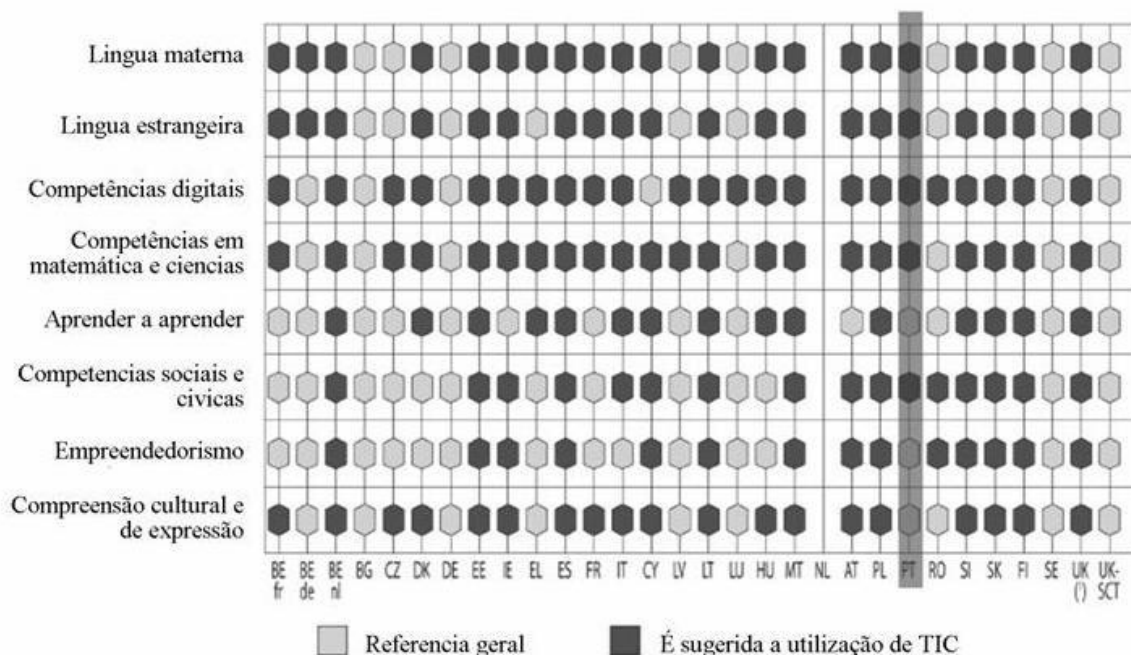 Lingua materna
Lingua estrangeira
Competências digitais
Competências em
matemática e ciencias
Aprender a aprender
Competencias sociais e
civicas
Empreendedorismo
Compreensão cultural e
de expressão
BE fr BE de BE nl BG CZ DK DE EE IE EL ES FR IT CY LV LT LU HU MT NL AT PL PT RO SI SK FI SE UK (¹) UK-SCT
Referencia geral
É sugerida a utilização de TIC